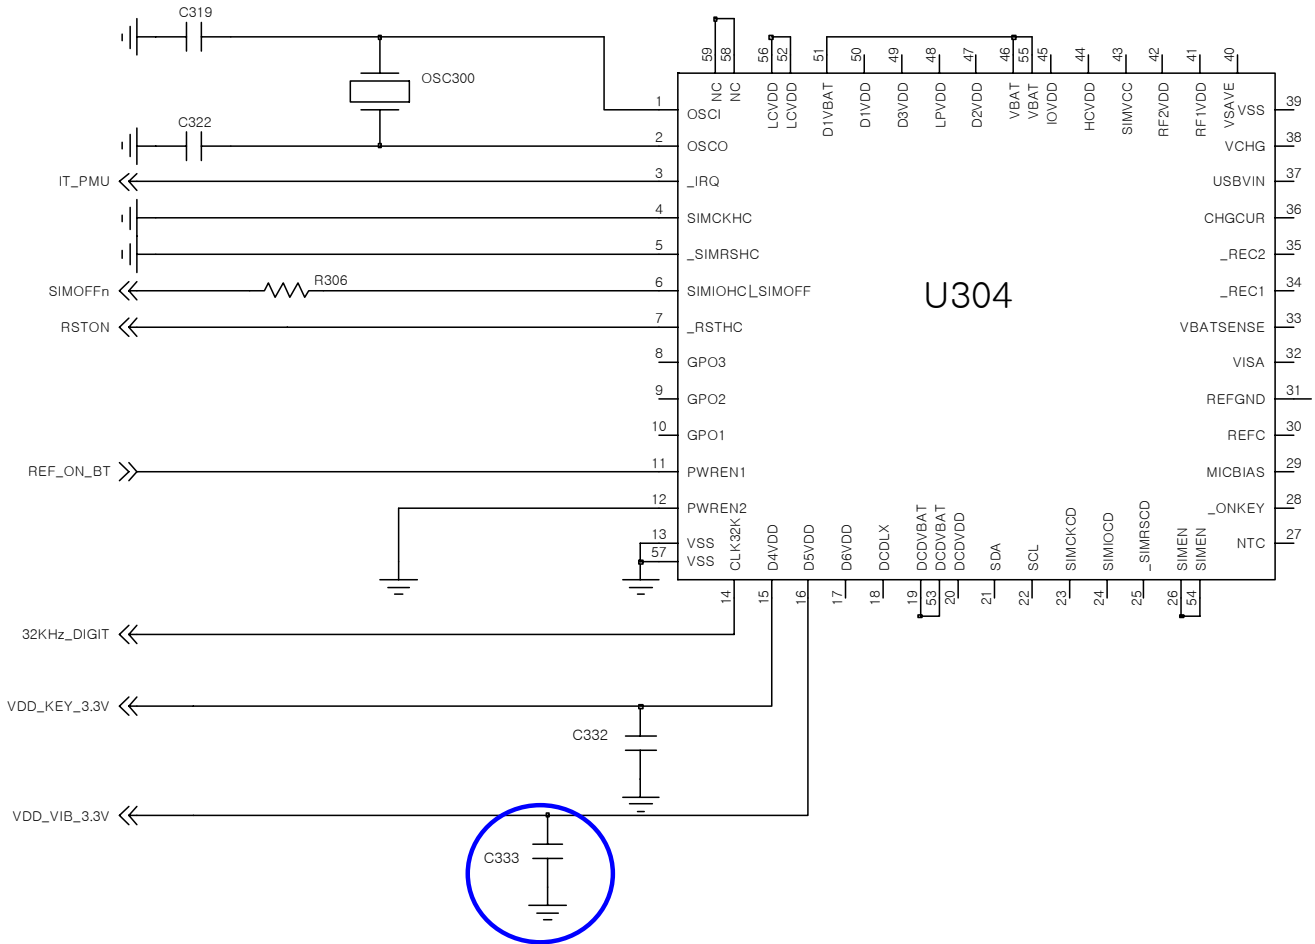 C319
OSC300
C322
IT_PMU
SIMOFFn
R306
RSTON
REF_ON_BT
32KHz_DIGIT
VDD_KEY_3.3V
C332
VDD_VIB_3.3V
C333
U304
1 OSCI
2 OSCO
3 _IRQ
4 SIMCKHC
5 _SIMRSHC
6 SIMIOHC|_SIMOFF
7 _RSTHC
8 GPO3
9 GPO2
10 GPO1
11 PWREN1
12 PWREN2
13 VSS
57 VSS
14 CLK32K
15 D4VDD
16 D5VDD
17 D6VDD
18 DCDLX
19 DCDVBAT
53 DCDVBAT
20 DCDVDD
21 SDA
22 SCL
23 SIMCKCD
24 SIMIOCD
25 _SIMRSCD
26 SIMEN
54 SIMEN
27 NTC
28 _ONKEY
29 MICBIAS
30 REFC
31 REFGND
32 VISA
33 VBATSENSE
34 _REC1
35 _REC2
36 CHGCUR
37 USBVIN
38 VCHG
39 VSS
40 VSAVE
41 RF1VDD
42 RF2VDD
43 SIMVCC
44 HCVDD
45 IOVDD
55 VBAT
46 VBAT
47 D2VDD
48 LPVDD
49 D3VDD
50 D1VDD
51 D1VBAT
52 LCVDD
56 LCVDD
58 NC
59 NC